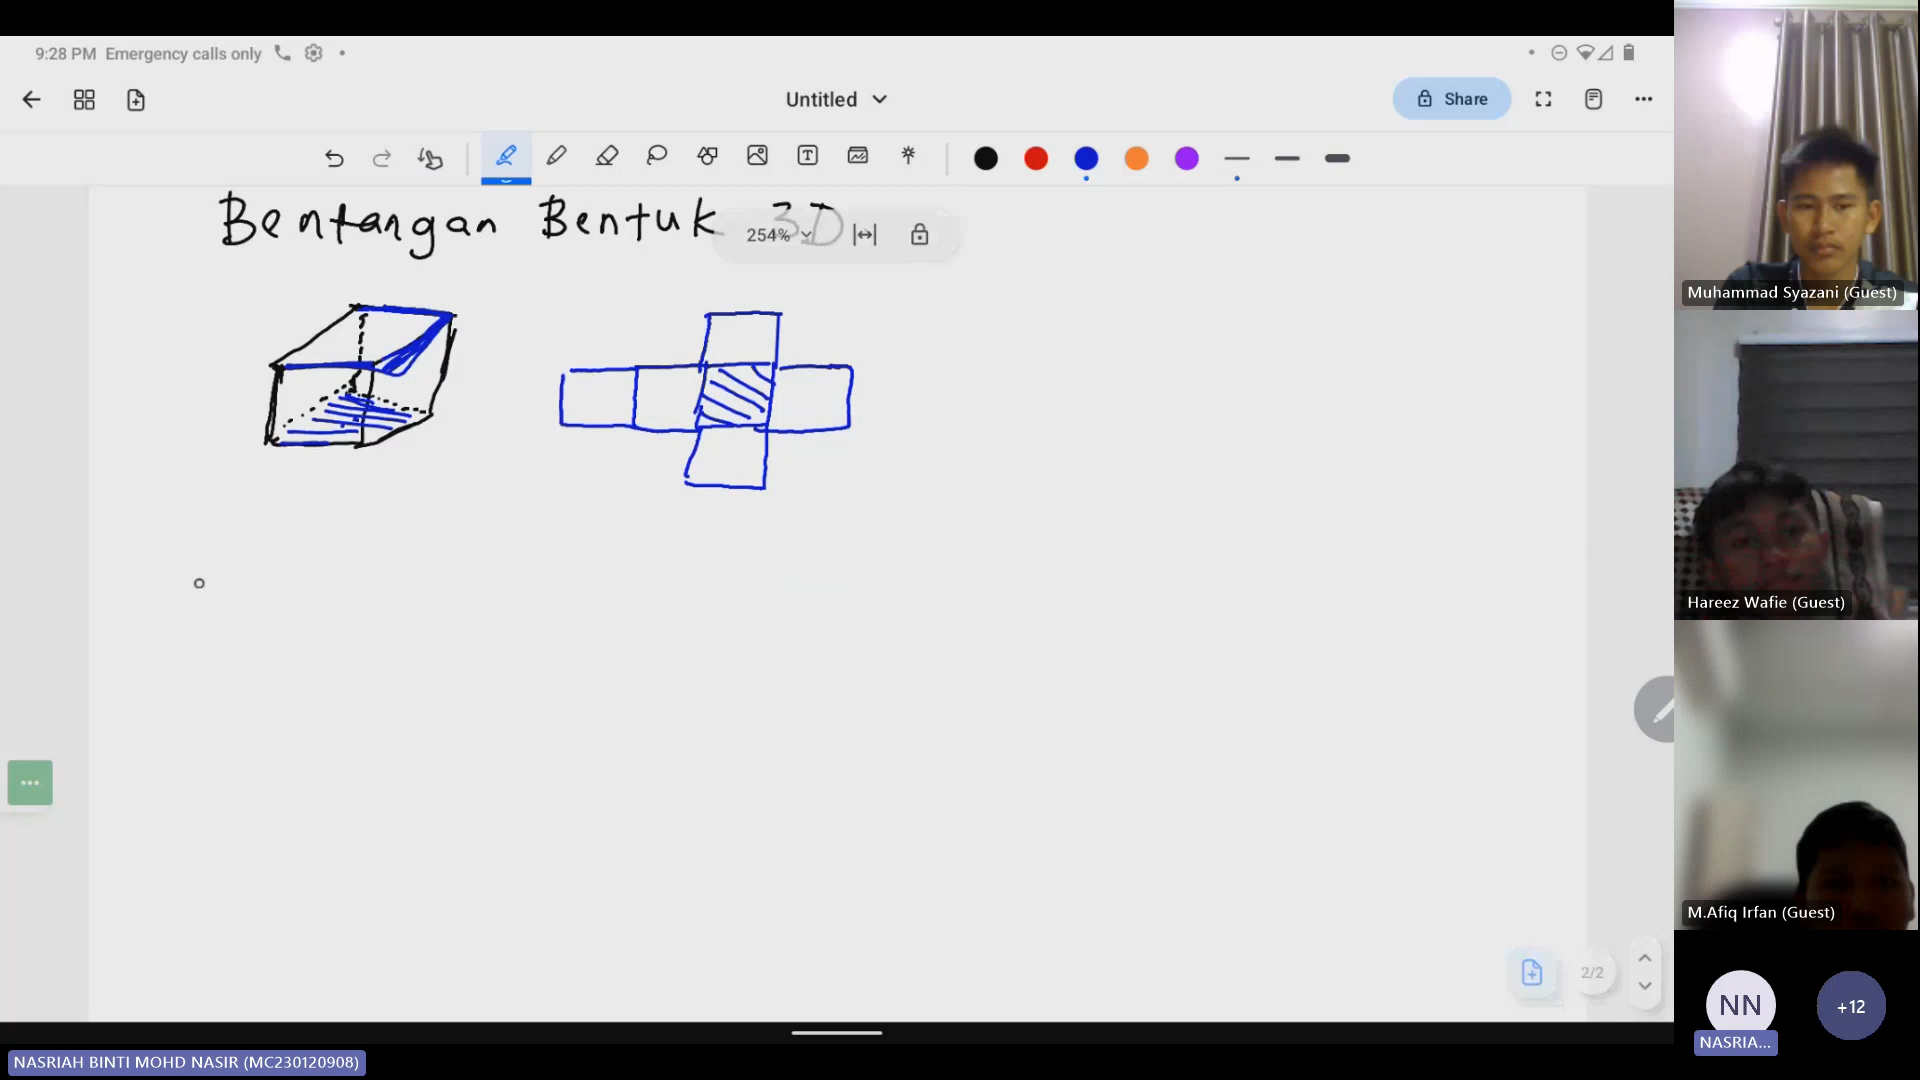 9:28 PM Emergency calls only
Untitled
Share
Bentangan Bentuk 3D
254%
2/2
Muhammad Syazani (Guest)
Hareez Wafie (Guest)
M.Afiq Irfan (Guest)
NN
+12
NASRIA...
NASRIAH BINTI MOHD NASIR (MC230120908)